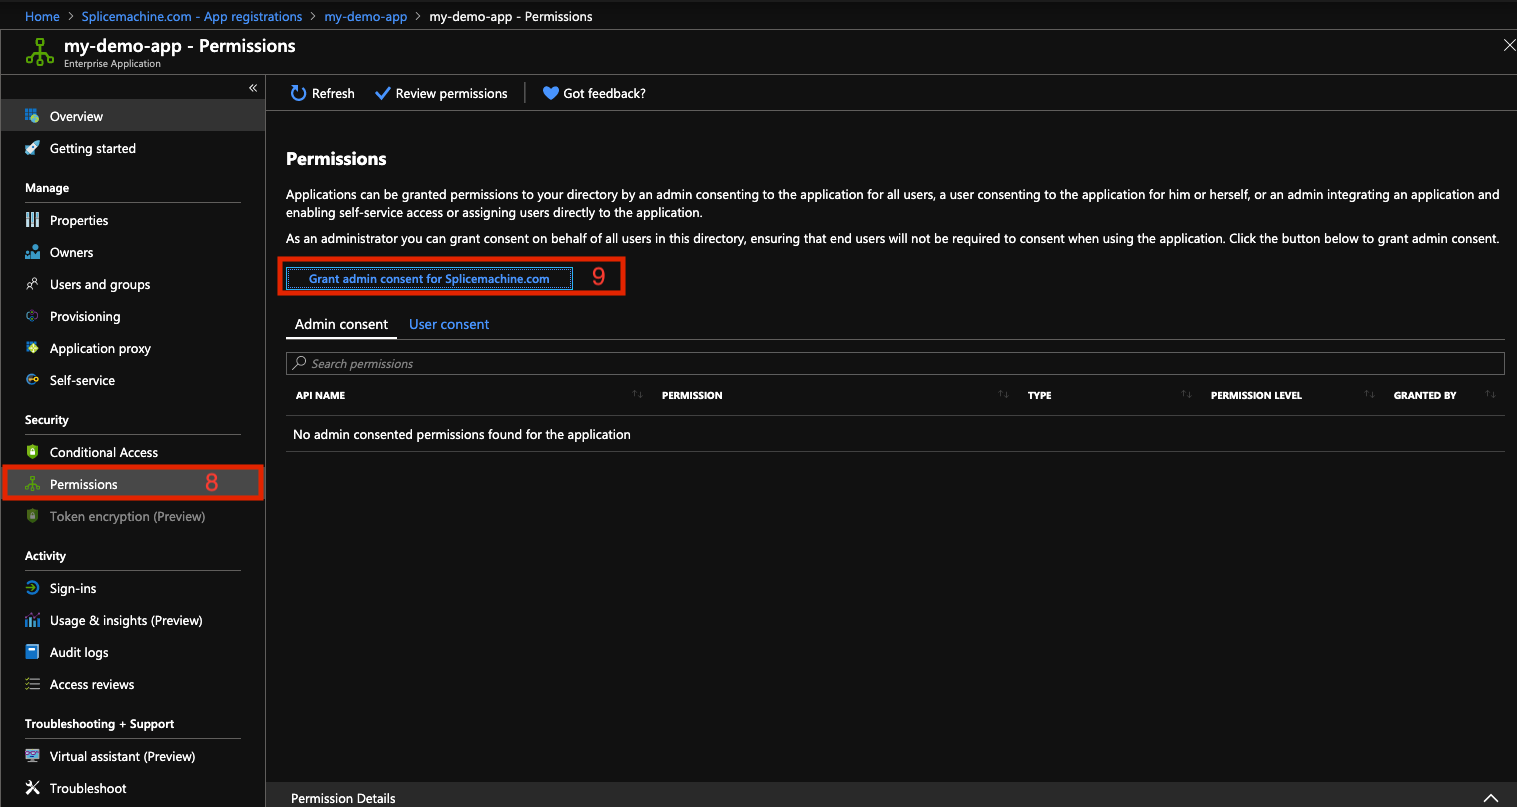 Home > Splicemachine.com - App registrations > my-demo-app > my-demo-app - Permissions
my-demo-app - Permissions
Enterprise Application
«
Overview
Getting started
Manage
Properties
Owners
Users and groups
Provisioning
Application proxy
Self-service
Security
Conditional Access
Permissions 8
Token encryption (Preview)
Activity
Sign-ins
Usage & insights (Preview)
Audit logs
Access reviews
Troubleshooting + Support
Virtual assistant (Preview)
Troubleshoot
Refresh Review permissions Got feedback?
Permissions
Applications can be granted permissions to your directory by an admin consenting to the application for all users, a user consenting to the application for him or herself, or an admin integrating an application and
enabling self-service access or assigning users directly to the application.
As an administrator you can grant consent on behalf of all users in this directory, ensuring that end users will not be required to consent when using the application. Click the button below to grant admin consent.
Grant admin consent for Splicemachine.com 9
Admin consent User consent
Search permissions
API NAME PERMISSION TYPE PERMISSION LEVEL GRANTED BY
No admin consented permissions found for the application
Permission Details